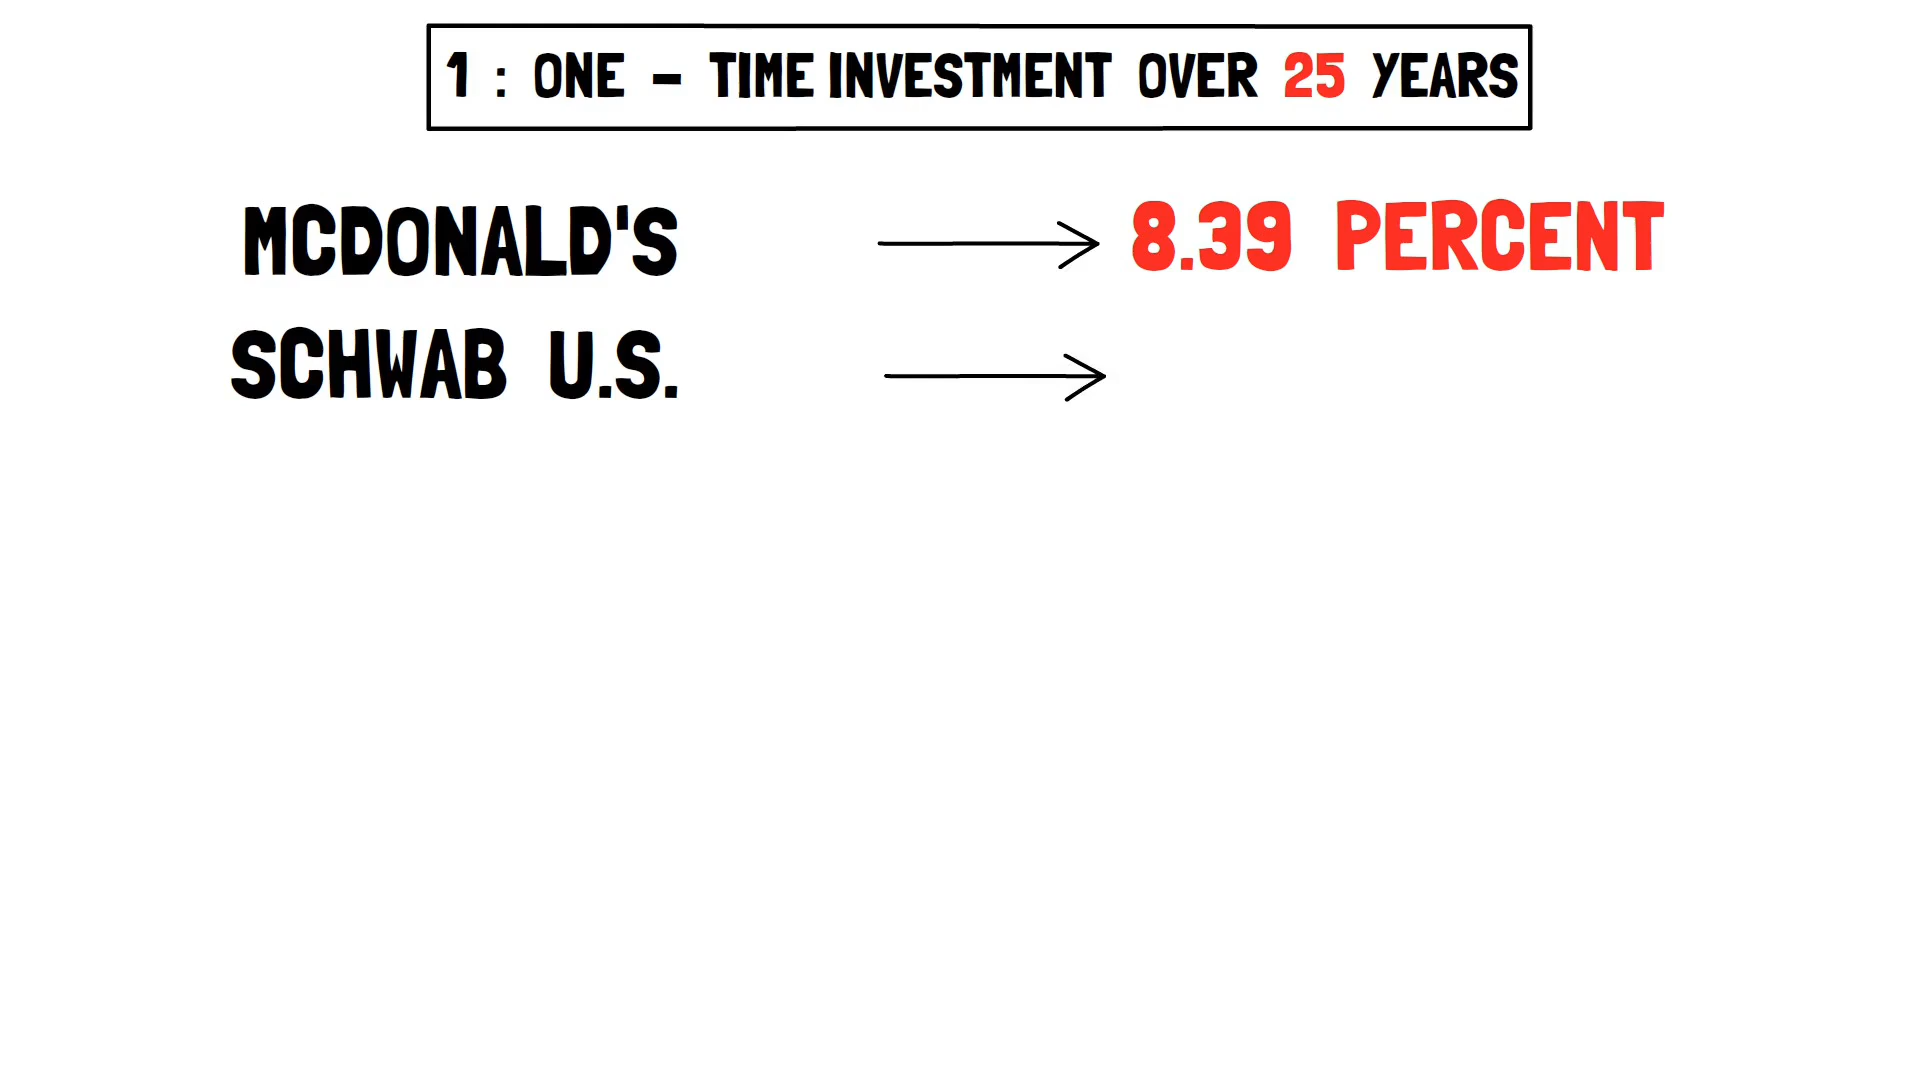 1 : ONE - TIME INVESTMENT OVER 25 YEARS
MCDONALD'S 8.39 PERCENT
SCHWAB U.S.